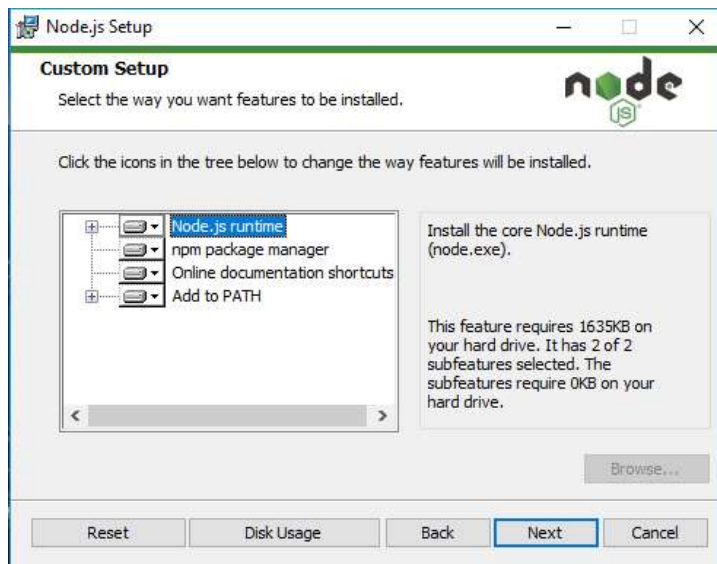 Node.js Setup
Custom Setup
Select the way you want features to be installed.
node
JS
Click the icons in the tree below to change the way features will be installed.
Node.js runtime
npm package manager
Online documentation shortcuts
Add to PATH
Install the core Node.js runtime
(node.exe).
This feature requires 1635KB on
your hard drive. It has 2 of 2
subfeatures selected. The
subfeatures require 0KB on your
hard drive.
Browse...
Reset
Disk Usage
Back
Next
Cancel